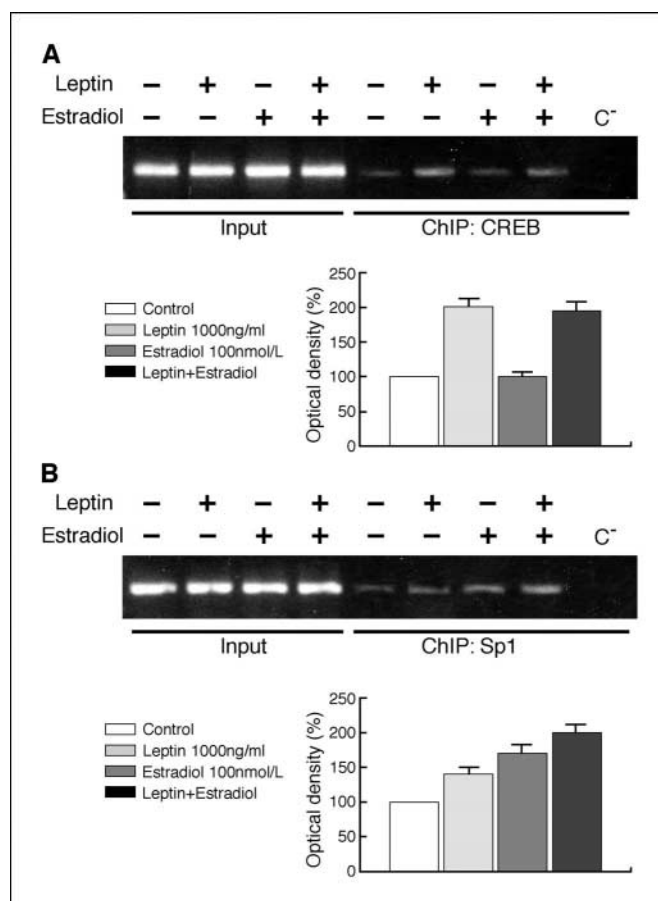 A
Leptin − + − + − + − +
Estradiol − − + + − − + + C-
Input ChIP: CREB
Control
Leptin 1000ng/ml
Estradiol 100nmol/L
Leptin+Estradiol
Optical density (%)
250
200
150
100
50
0
B
Leptin − + − + − + − +
Estradiol − − + + − − + + C-
Input ChIP: Sp1
Control
Leptin 1000ng/ml
Estradiol 100nmol/L
Leptin+Estradiol
Optical density (%)
250
200
150
100
50
0